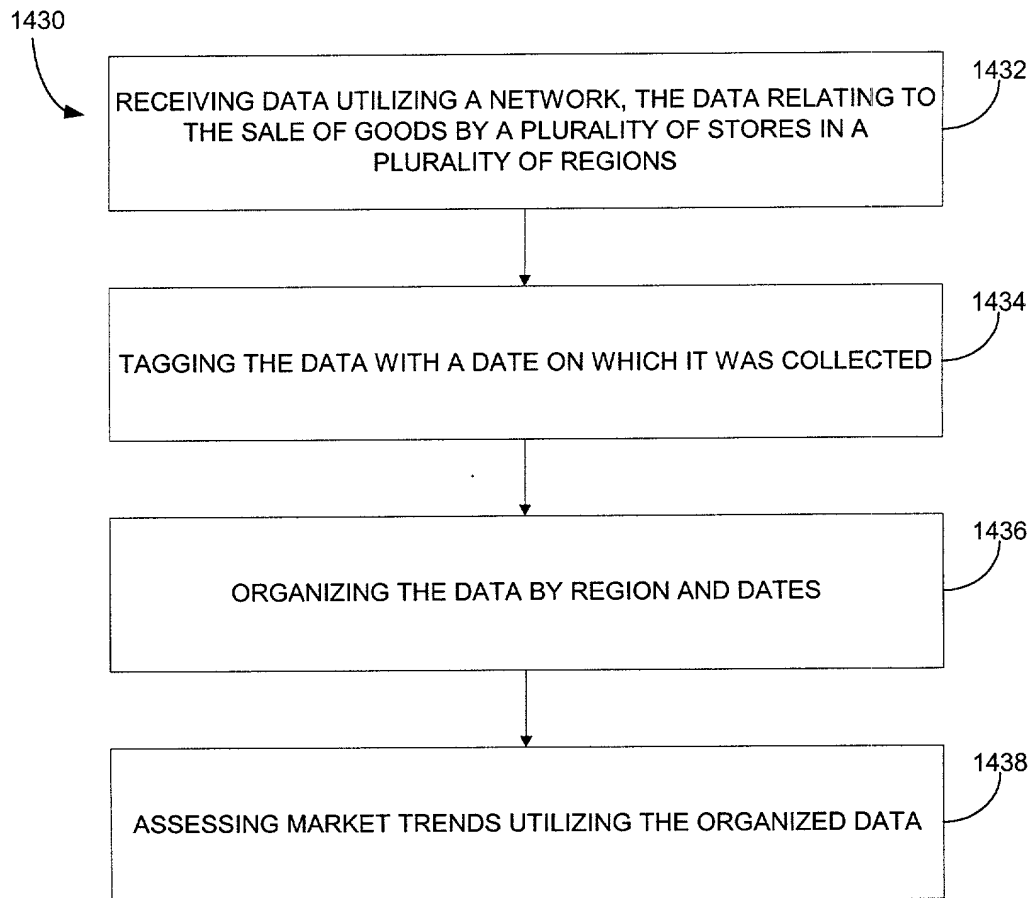 1430
1432
RECEIVING DATA UTILIZING A NETWORK, THE DATA RELATING TO
THE SALE OF GOODS BY A PLURALITY OF STORES IN A
PLURALITY OF REGIONS
1434
TAGGING THE DATA WITH A DATE ON WHICH IT WAS COLLECTED
1436
ORGANIZING THE DATA BY REGION AND DATES
1438
ASSESSING MARKET TRENDS UTILIZING THE ORGANIZED DATA